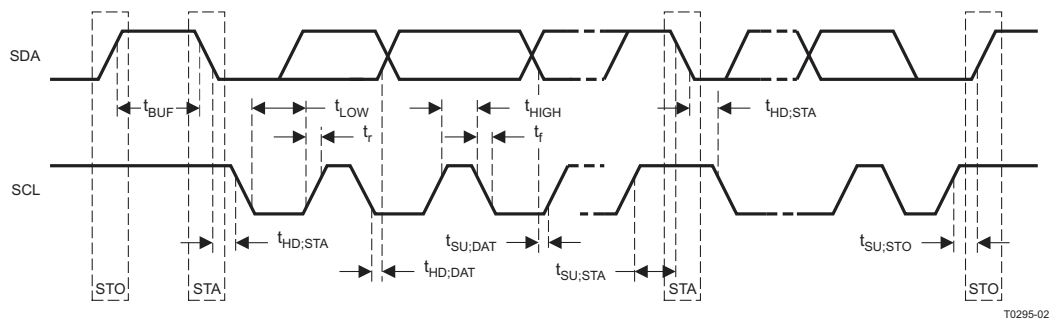 SDA
t_BUF
t_LOW
t_r
t_HIGH
t_f
t_HD;STA
SCL
t_HD;STA
t_HD;DAT
t_SU;DAT
t_SU;STA
t_SU;STO
STO
STA
STA
STO
T0295-02